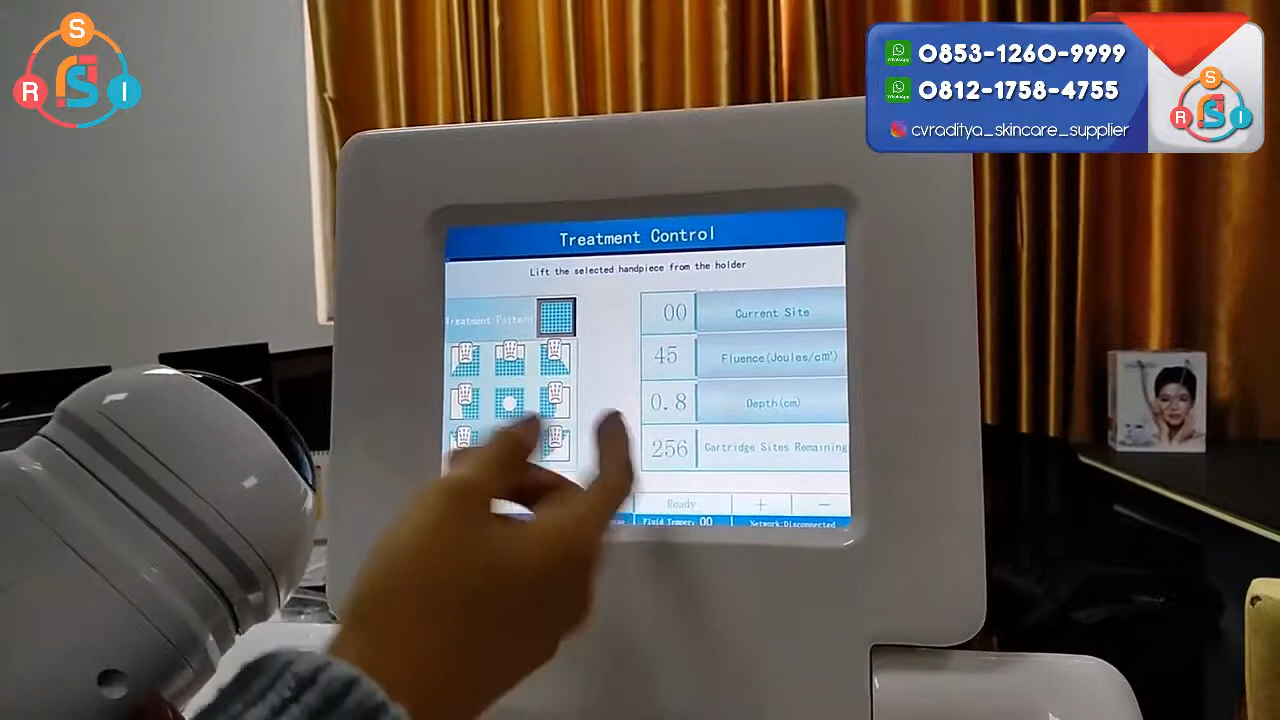 S
R
I
0853-1260-9999
0812-1758-4755
cvraditya_skincare_supplier
S
R
I
Treatment Control
Lift the selected handpiece from the holder
Treatment Pattern
00 Current Site
45 Fluence(Joules/cm²)
0.8 Depth(cm)
256 Cartridge Sites Remaining
Ready + −
Fluid Temper: 00 Network:Disconnected